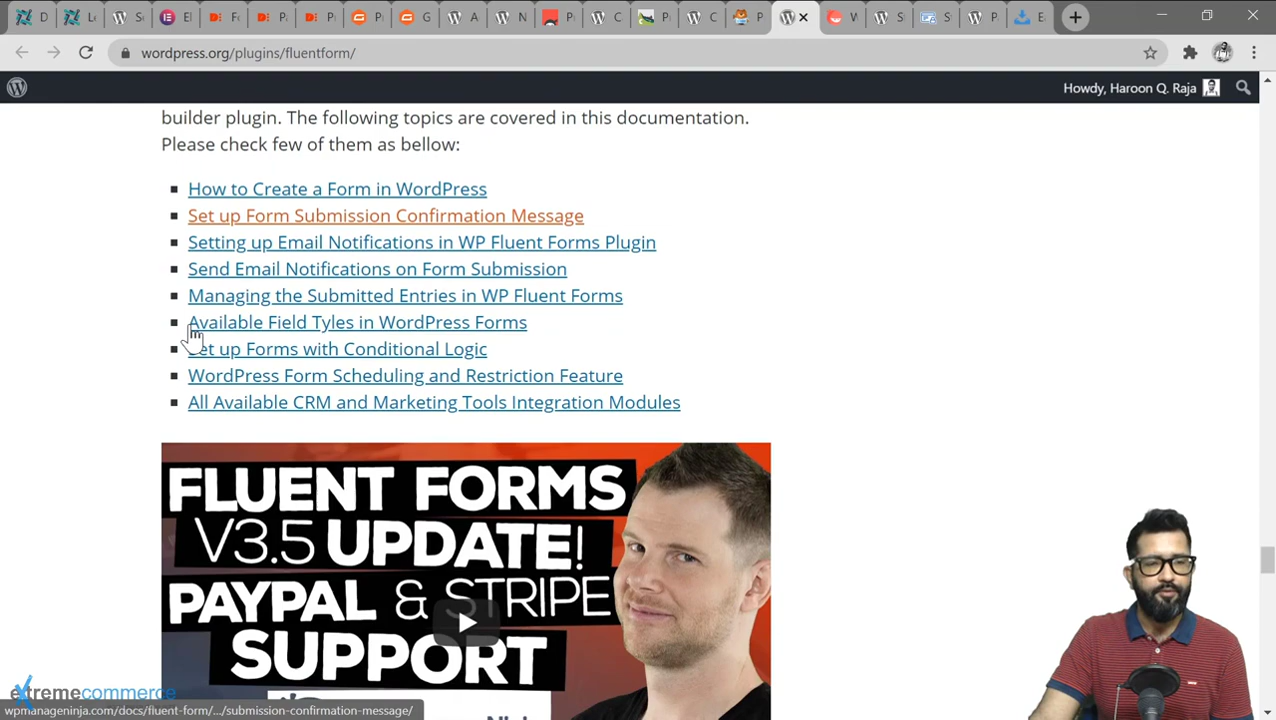 wordpress.org/plugins/fluentform/
Howdy, Haroon Q. Raja
builder plugin. The following topics are covered in this documentation.
Please check few of them as bellow:
How to Create a Form in WordPress
Set up Form Submission Confirmation Message
Setting up Email Notifications in WP Fluent Forms Plugin
Send Email Notifications on Form Submission
Managing the Submitted Entries in WP Fluent Forms
Available Field Tyles in WordPress Forms
Set up Forms with Conditional Logic
WordPress Form Scheduling and Restriction Feature
All Available CRM and Marketing Tools Integration Modules
FLUENT FORMS
V3.5 UPDATE!
PAYPAL & STRIPE
SUPPORT
extremecommerce
wpmanageninja.com/docs/fluent-form/.../submission-confirmation-message/